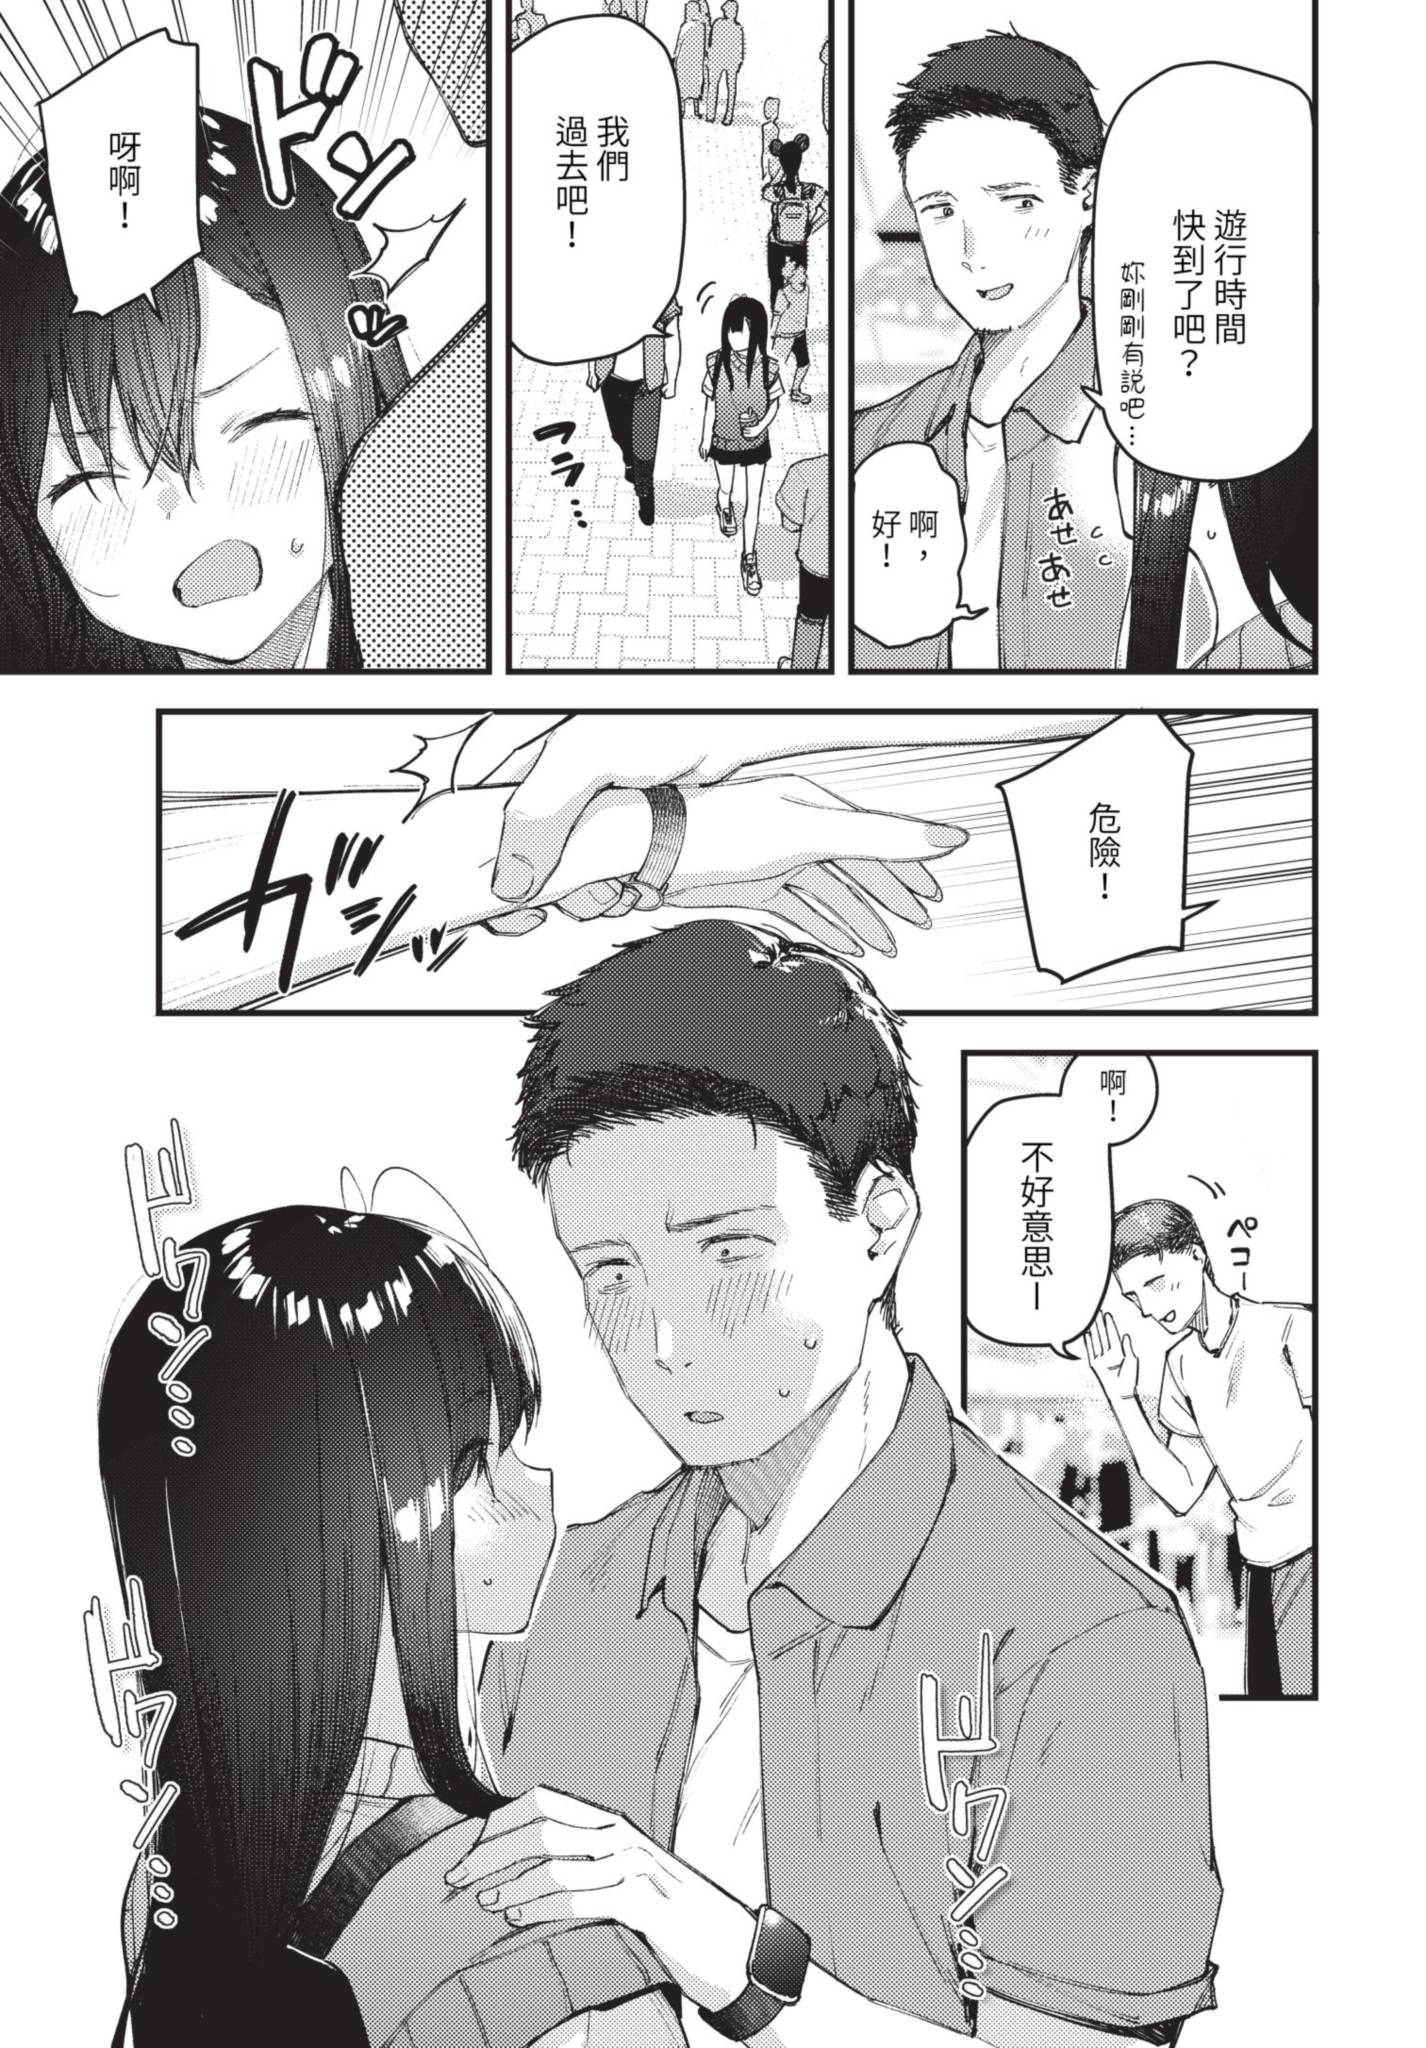 遊行時間
快到了吧？
妳剛剛有說吧…
あせ
あせ
啊，
好！
我們
過去吧！
フラ…
ドンッ
呀啊！
危險！
ガシッ
啊！
不好意思ー
ペコー
ドクン…
ドクン…
ドクン…